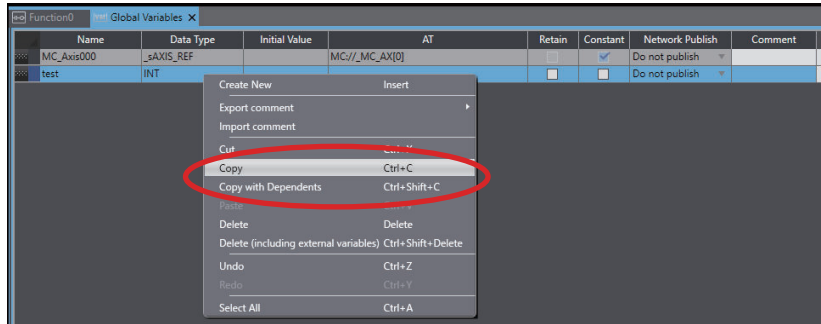 Function0 Global Variables X
Name Data Type Initial Value AT Retain Constant Network Publish Comment
MC_Axis000 _sAXIS_REF MC://_MC_AX[0] Do not publish
test INT Do not publish
Create New Insert
Export comment
Import comment
Cut Ctrl+X
Copy Ctrl+C
Copy with Dependents Ctrl+Shift+C
Paste Ctrl+V
Delete Delete
Delete (including external variables) Ctrl+Shift+Delete
Undo Ctrl+Z
Redo Ctrl+Y
Select All Ctrl+A